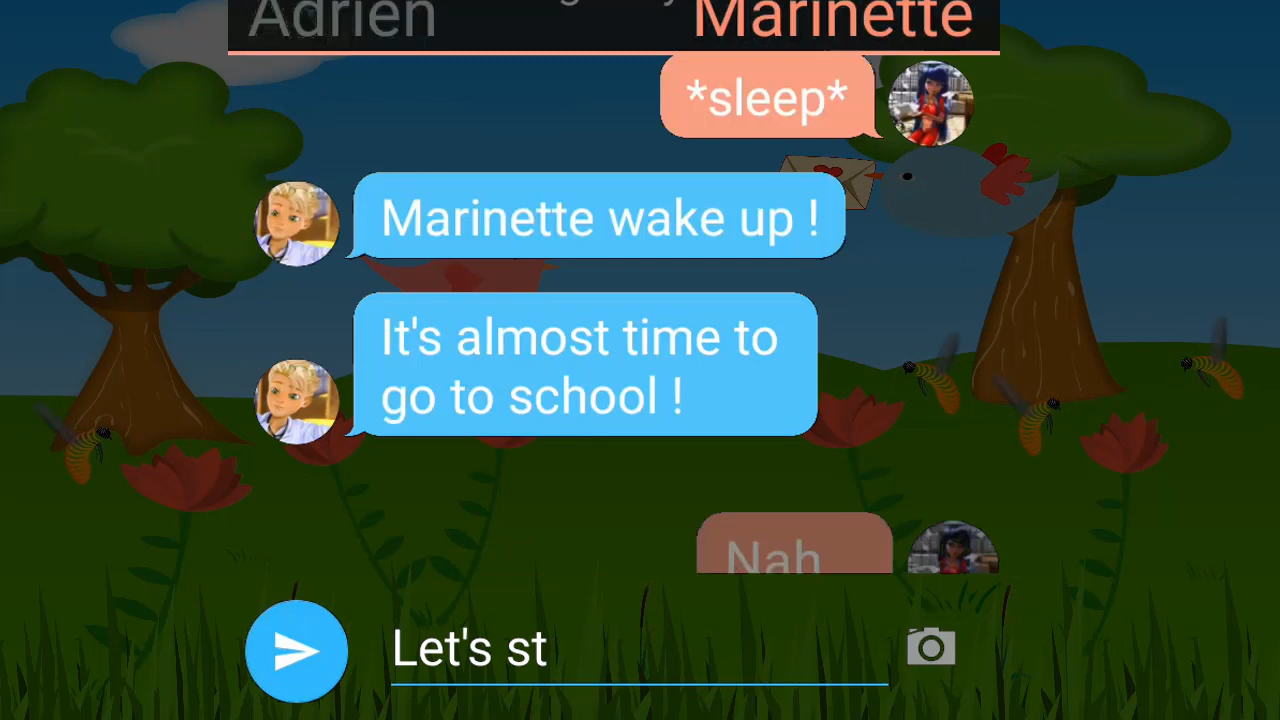 Adrien Marinette
*sleep*
Marinette wake up !
It's almost time to
go to school !
Nah
Let's st